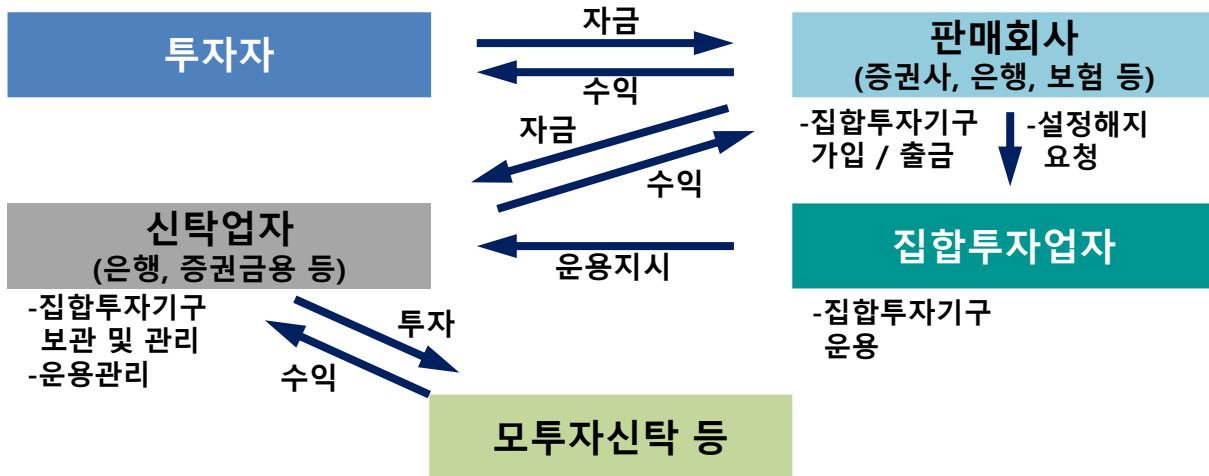 투자자
자금
수익
판매회사
(증권사, 은행, 보험 등)
-집합투자기구
가입 / 출금
-설정해지
요청
자금
수익
신탁업자
(은행, 증권금용 등)
운용지시
집합투자업자
-집합투자기구
보관 및 관리
-운용관리
투자
수익
-집합투자기구
운용
모투자신탁 등